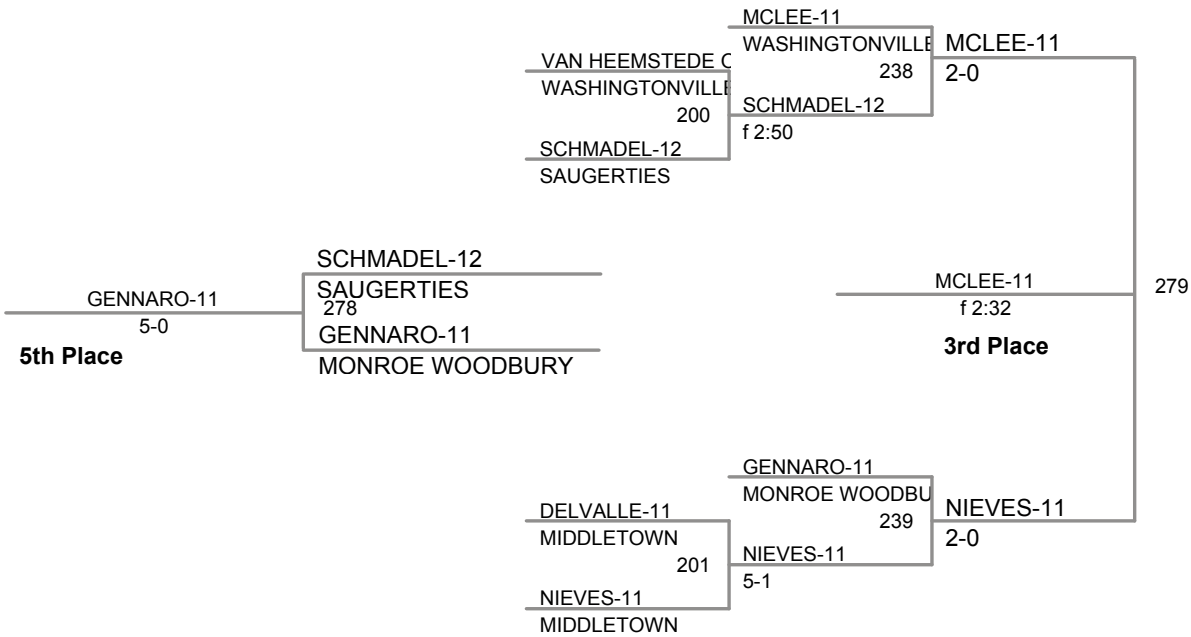 MCLEE-11
WASHINGTONVILLE
238
MCLEE-11
2-0
VAN HEEMSTEDE O
WASHINGTONVILLE
200
SCHMADEL-12
f 2:50
SCHMADEL-12
SAUGERTIES
SCHMADEL-12
SAUGERTIES
278
GENNARO-11
MONROE WOODBURY
GENNARO-11
5-0
5th Place
MCLEE-11
f 2:32
3rd Place
279
GENNARO-11
MONROE WOODBU
239
NIEVES-11
2-0
DELVALLE-11
MIDDLETOWN
201
NIEVES-11
5-1
NIEVES-11
MIDDLETOWN